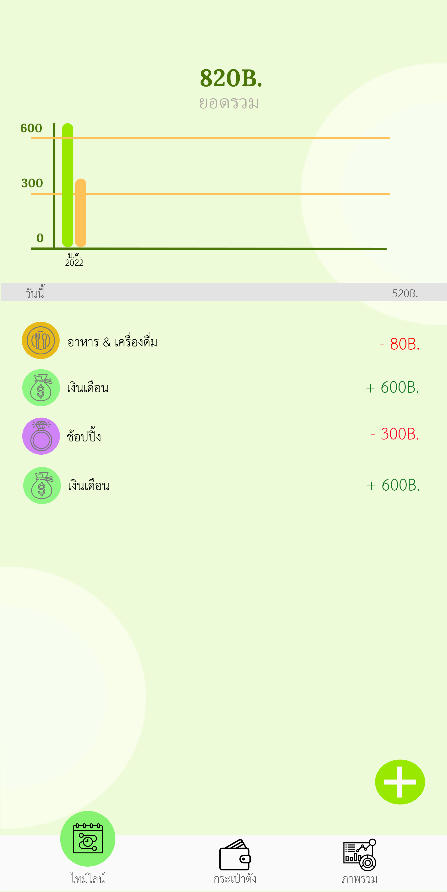 820B.
ยอดรวม
600
300
0
2022
วันนี้
520B.
อาหาร & เครื่องดื่ม
- 80B.
เงินเดือน
+ 600B.
ช้อปปิ้ง
- 300B.
เงินเดือน
+ 600B.
ไทม์ไลน์
กระเป๋าตัง
ภาพรวม